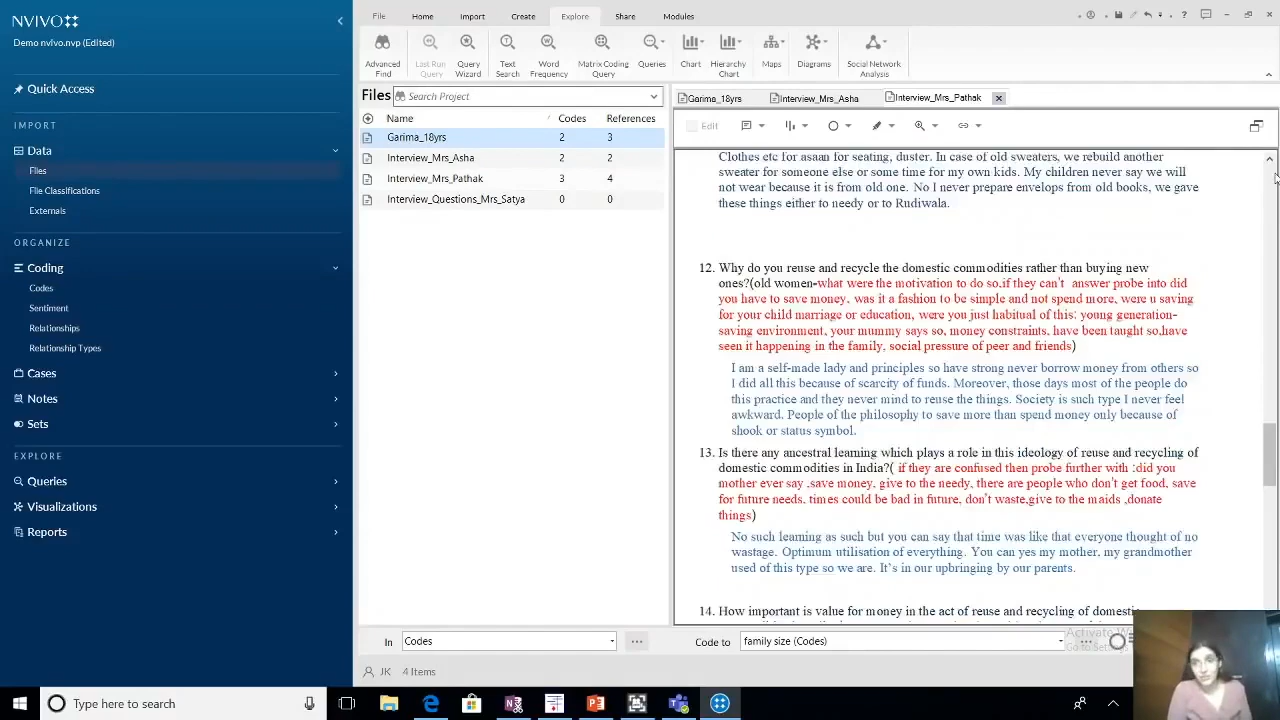 NVIVO
Demo nvivo.nvp (Edited)
Quick Access
IMPORT
Data
Files
File Classifications
Externals
ORGANIZE
Coding
Codes
Sentiment
Relationships
Relationship Types
Cases
Notes
Sets
EXPLORE
Queries
Visualizations
Reports
File Home Import Create Explore Share Modules
Advanced Find
Last Run Query
Query Wizard
Text Search
Word Frequency
Matrix Coding Query
Queries
Chart
Hierarchy Chart
Maps
Diagrams
Social Network Analysis
Files
Search Project
Name Codes References
Garima_18yrs 2 3
Interview_Mrs_Asha 2 2
Interview_Mrs_Pathak 3 4
Interview_Questions_Mrs_Satya 0 0
Garima_18yrs Interview_Mrs_Asha Interview_Mrs_Pathak
Edit
Clothes etc for asaan for seating, duster. In case of old sweaters, we rebuild another
sweater for someone else or some time for my own kids. My children never say we will
not wear because it is from old one. No I never prepare envelops from old books, we gave
these things either to needy or to Rudiwala.
12. Why do you reuse and recycle the domestic commodities rather than buying new
ones?(old women-what were the motivation to do so,if they can't answer probe into did
you have to save money, was it a fashion to be simple and not spend more, were u saving
for your child marriage or education, were you just habitual of this: young generation-
saving environment, your mummy says so, money constraints, have been taught so,have
seen it happening in the family, social pressure of peer and friends)
I am a self-made lady and principles so have strong never borrow money from others so
I did all this because of scarcity of funds. Moreover, those days most of the people do
this practice and they never mind to reuse the things. Society is such type I never feel
awkward. People of the philosophy to save more than spend money only because of
shook or status symbol.
13. Is there any ancestral learning which plays a role in this ideology of reuse and recycling of
domestic commodities in India?( if they are confused then probe further with :did you
mother ever say ,save money, give to the needy, there are people who don't get food, save
for future needs, times could be bad in future, don't waste,give to the maids ,donate
things)
No such learning as such but you can say that time was like that everyone thought of no
wastage. Optimum utilisation of everything. You can yes my mother, my grandmother
used of this type so we are. It's in our upbringing by our parents.
14. How important is value for money in the act of reuse and recycling of domestic
In Codes
Code to family size (Codes)
Activate
Go to Settings
JK 4 Items
Type here to search